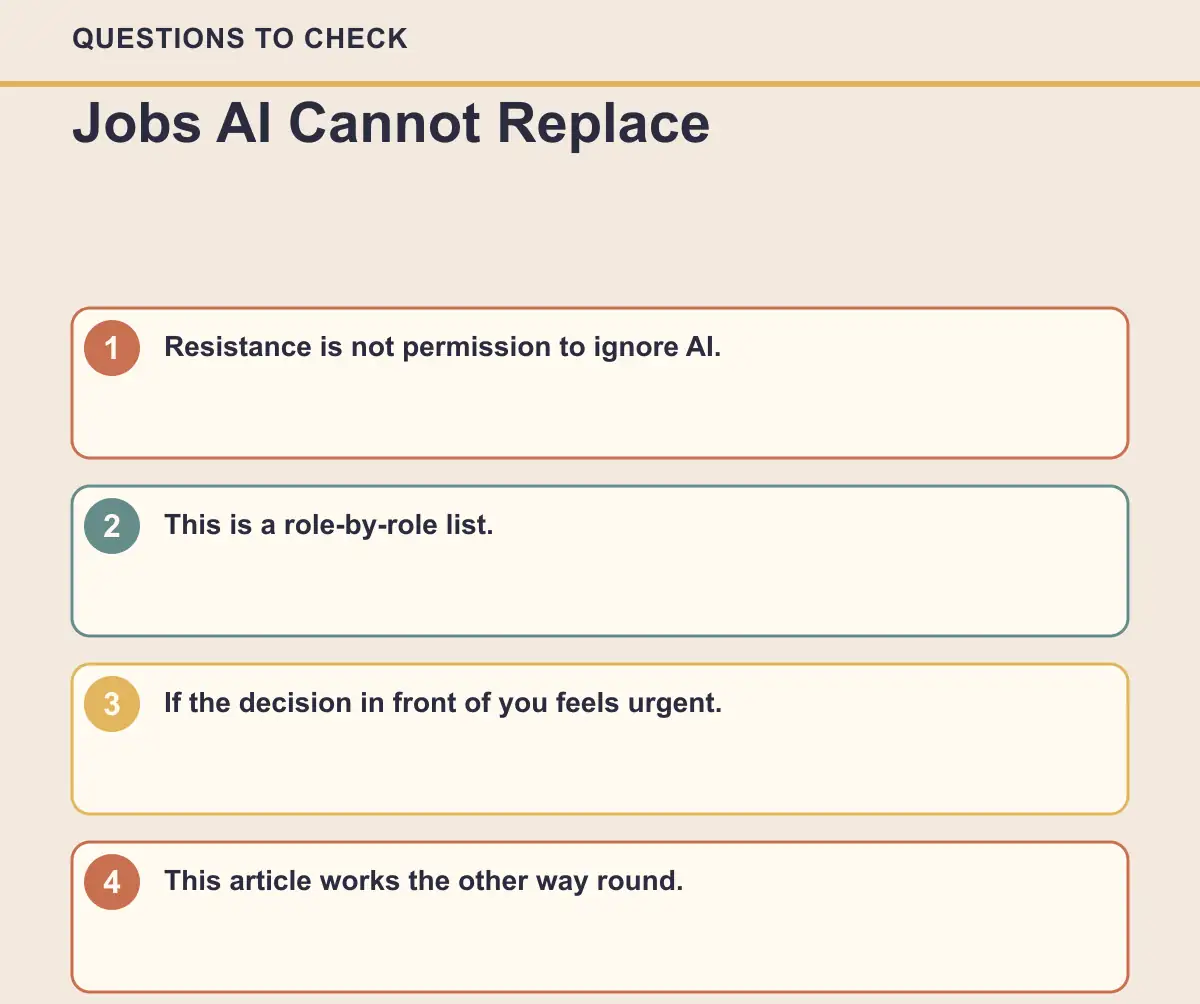 QUESTIONS TO CHECK
Jobs AI Cannot Replace
1
Resistance is not permission to ignore AI.
2
This is a role-by-role list.
3
If the decision in front of you feels urgent.
4
This article works the other way round.